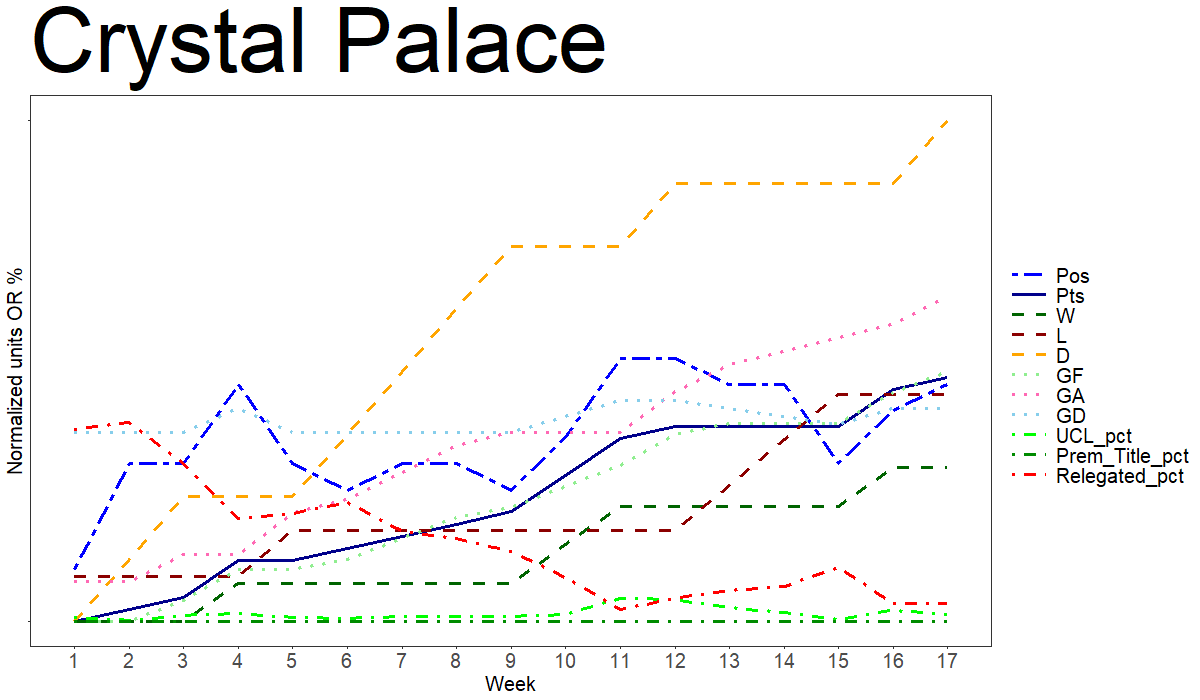 Crystal Palace
Normalized units OR %
1 2 3 4 5 6 7 8 9 10 11 12 13 14 15 16 17
Week
Pos
Pts
W
L
D
GF
GA
GD
UCL_pct
Prem_Title_pct
Relegated_pct